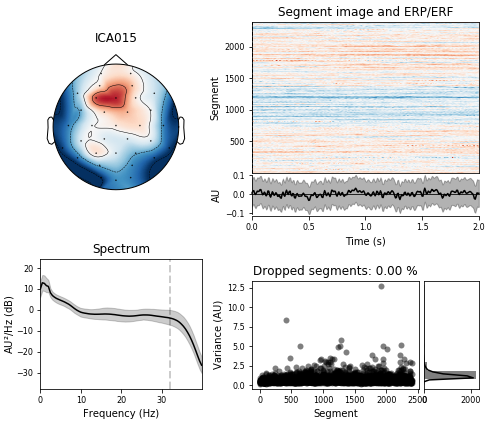 ICA015
Segment image and ERP/ERF
Segment
2000
1500
1000
500
AU
0.1
0.0
−0.1
0.0 0.5 1.0 1.5 2.0
Time (s)
Spectrum
AU²/Hz (dB)
20
10
0
−10
−20
−30
0 10 20 30
Frequency (Hz)
Dropped segments: 0.00 %
Variance (AU)
12.5
10.0
7.5
5.0
2.5
0.0
0 500 1000 1500 2000 2500
0 2000
Segment